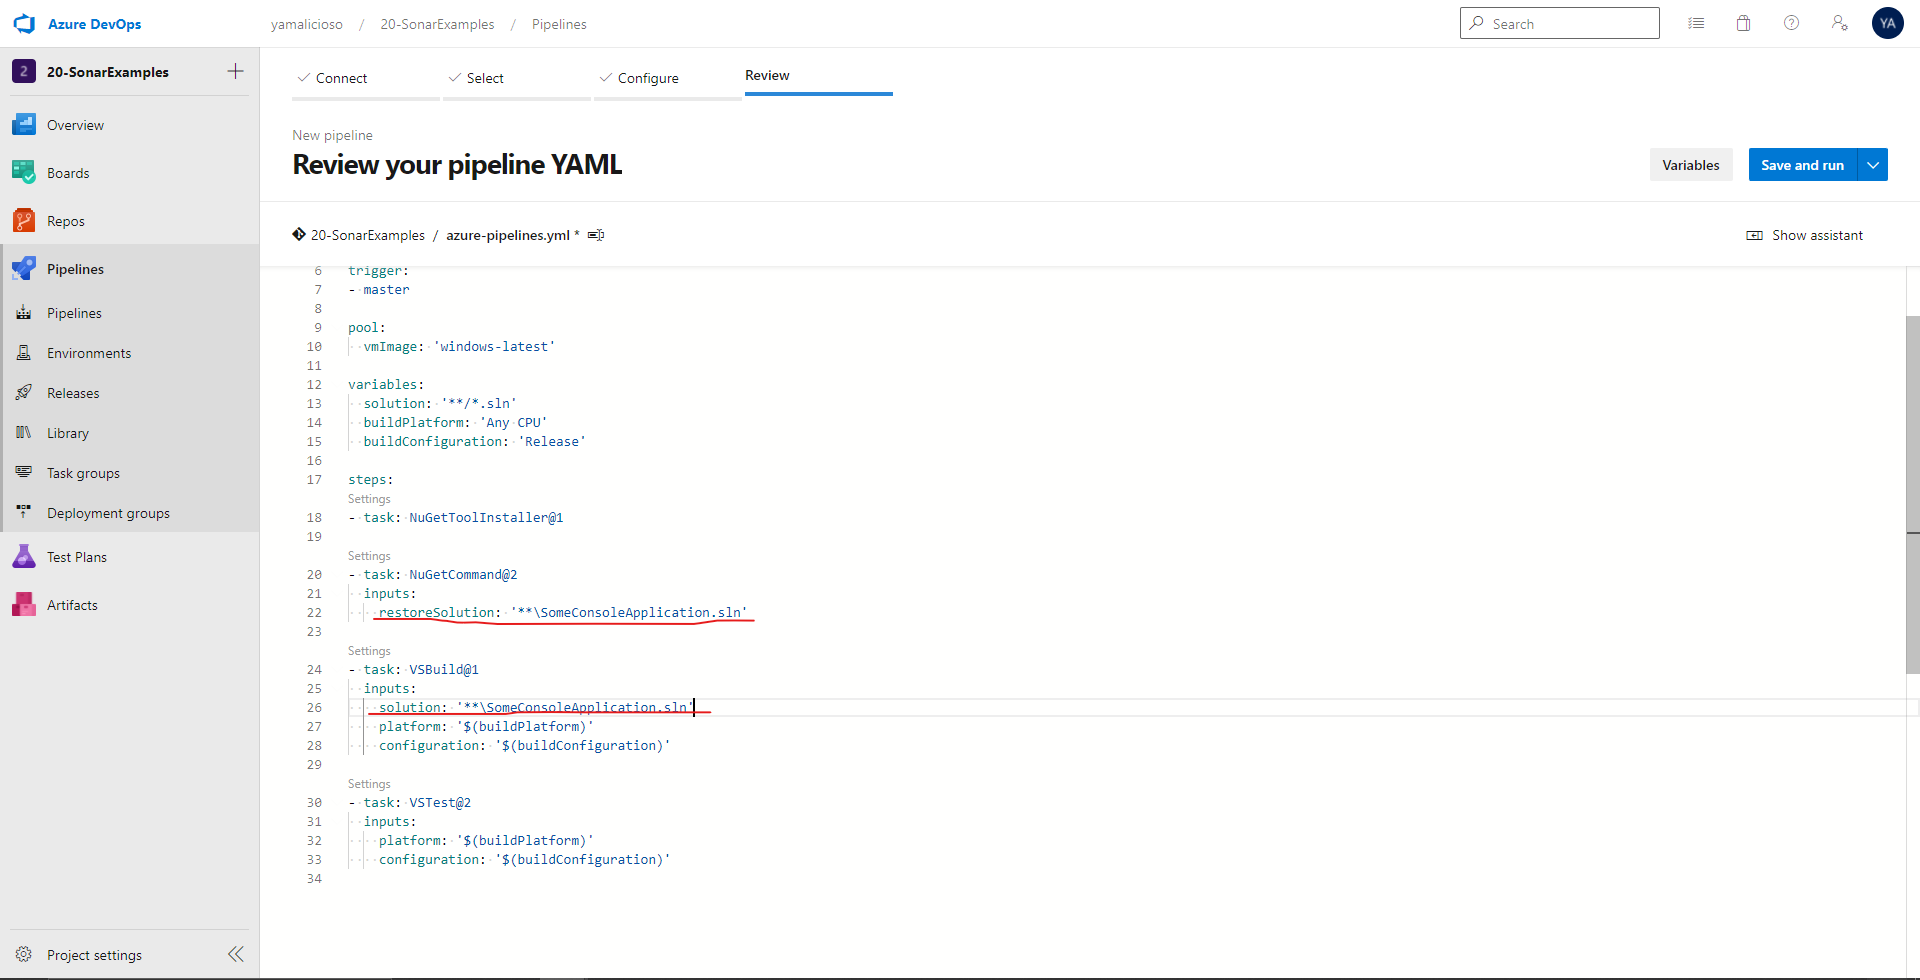 Azure DevOps
yamalicioso / 20-SonarExamples / Pipelines
Search
YA
2 20-SonarExamples
Overview
Boards
Repos
Pipelines
Pipelines
Environments
Releases
Library
Task groups
Deployment groups
Test Plans
Artifacts
Project settings
Connect
Select
Configure
Review
New pipeline
Review your pipeline YAML
Variables
Save and run
20-SonarExamples / azure-pipelines.yml *
Show assistant
6 trigger:
7 - master
8
9 pool:
10   vmImage: 'windows-latest'
11
12 variables:
13   solution: '**/*.sln'
14   buildPlatform: 'Any CPU'
15   buildConfiguration: 'Release'
16
17 steps:
Settings
18 - task: NuGetToolInstaller@1
19
Settings
20 - task: NuGetCommand@2
21   inputs:
22     restoreSolution: '**\SomeConsoleApplication.sln'
23
Settings
24 - task: VSBuild@1
25   inputs:
26     solution: '**\SomeConsoleApplication.sln'
27     platform: '$(buildPlatform)'
28     configuration: '$(buildConfiguration)'
29
Settings
30 - task: VSTest@2
31   inputs:
32     platform: '$(buildPlatform)'
33     configuration: '$(buildConfiguration)'
34